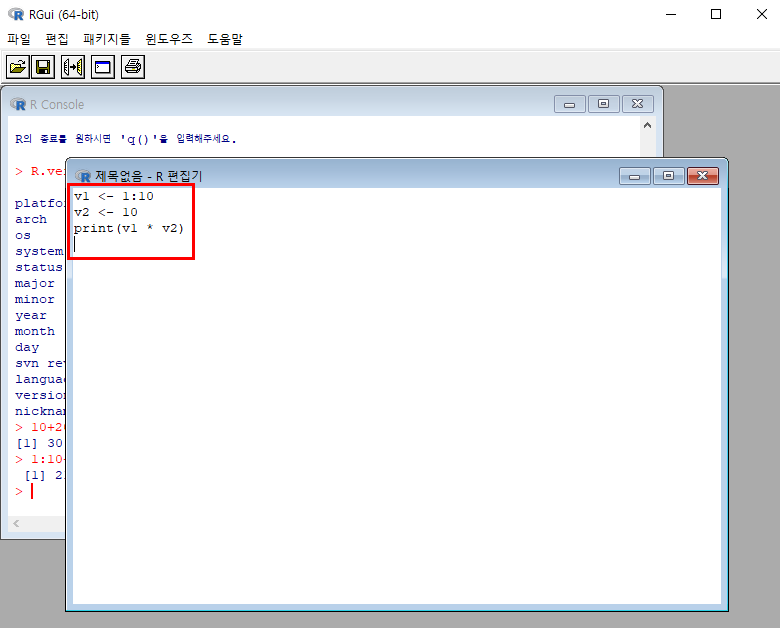 RGui (64-bit)
파일 편집 패키지들 윈도우즈 도움말
R Console
R의 종료를 원하시면 'q()'을 입력해주세요.
> R.ve
platfo
arch
os
system
status
major
minor
year
month
day
svn re
langua
version
nickna
> 10+2
[1] 30
> 1:10
[1] 2
>
제목없음 - R 편집기
v1 <- 1:10
v2 <- 10
print(v1 * v2)